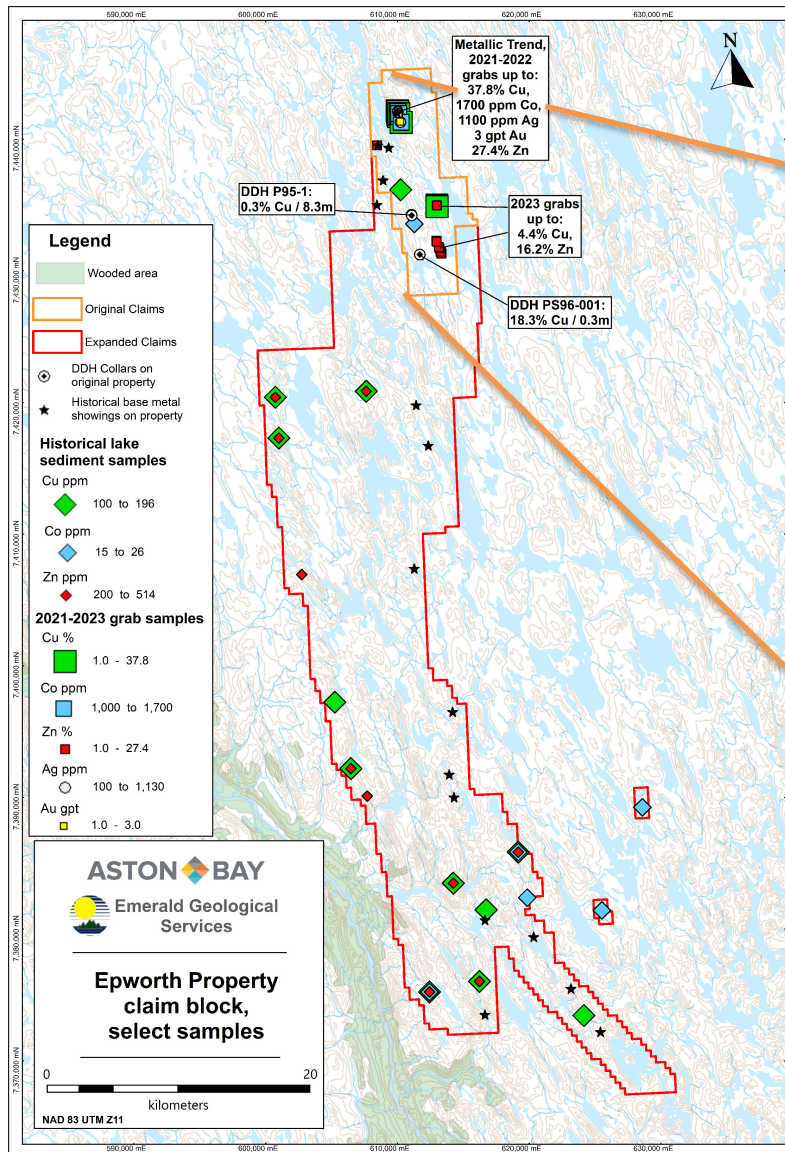 590,000 mE
600,000 mE
610,000 mE
620,000 mE
630,000 mE
N
Metallic Trend,
2021-2022
grabs up to:
37.8% Cu,
1700 ppm Co,
1100 ppm Ag
3 gpt Au
27.4% Zn
DDH P95-1:
0.3% Cu / 8.3m
2023 grabs
up to:
4.4% Cu,
16.2% Zn
DDH PS96-001:
18.3% Cu / 0.3m
7,440,000 mN
7,430,000 mN
7,420,000 mN
7,410,000 mN
7,400,000 mN
7,390,000 mN
7,380,000 mN
7,370,000 mN
Legend
Wooded area
Original Claims
Expanded Claims
DDH Collars on
original property
Historical base metal
showings on property
Historical lake
sediment samples
Cu ppm
100 to 196
Co ppm
15 to 26
Zn ppm
200 to 514
2021-2023 grab samples
Cu %
1.0 - 37.8
Co ppm
1,000 to 1,700
Zn %
1.0 - 27.4
Ag ppm
100 to 1,130
Au gpt
1.0 - 3.0
ASTON BAY
Emerald Geological
Services
Epworth Property
claim block,
select samples
0 20
kilometers
NAD 83 UTM Z11
590,000 mE
600,000 mE
610,000 mE
620,000 mE
630,000 mE